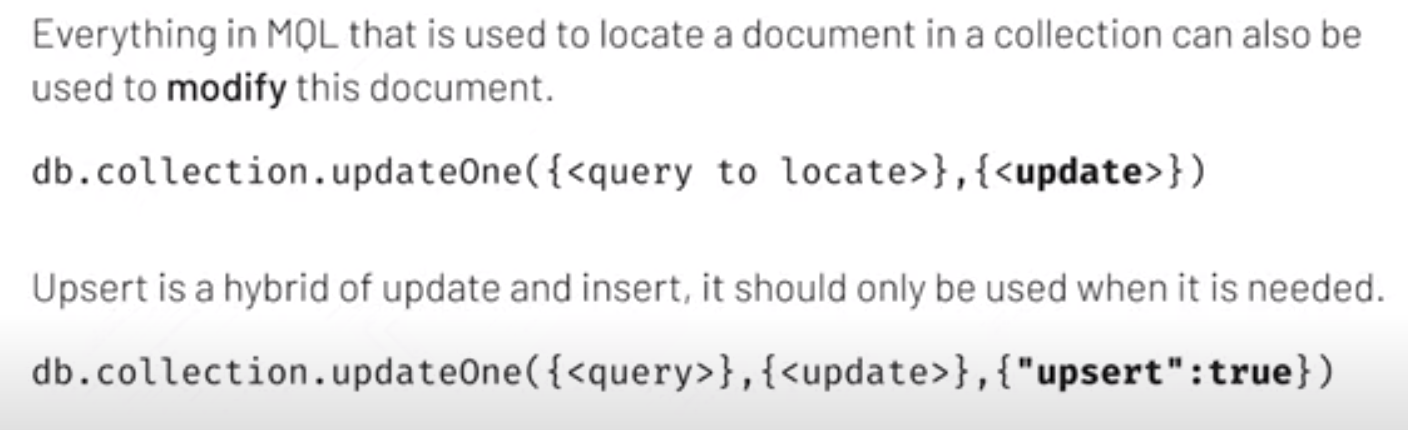 Everything in MQL that is used to locate a document in a collection can also be
used to modify this document.
db.collection.updateOne({<query to locate>},{<update>})
Upsert is a hybrid of update and insert, it should only be used when it is needed.
db.collection.updateOne({<query>},{<update>},{"upsert":true})